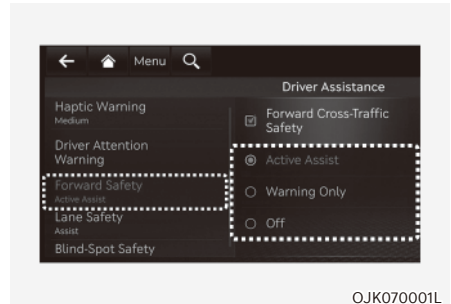 Menu
Driver Assistance
Haptic Warning
Medium
Driver Attention
Warning
Forward Safety
Active Assist
Lane Safety
Assist
Blind-Spot Safety
Forward Cross-Traffic
Safety
Active Assist
Warning Only
Off
OJK070001L